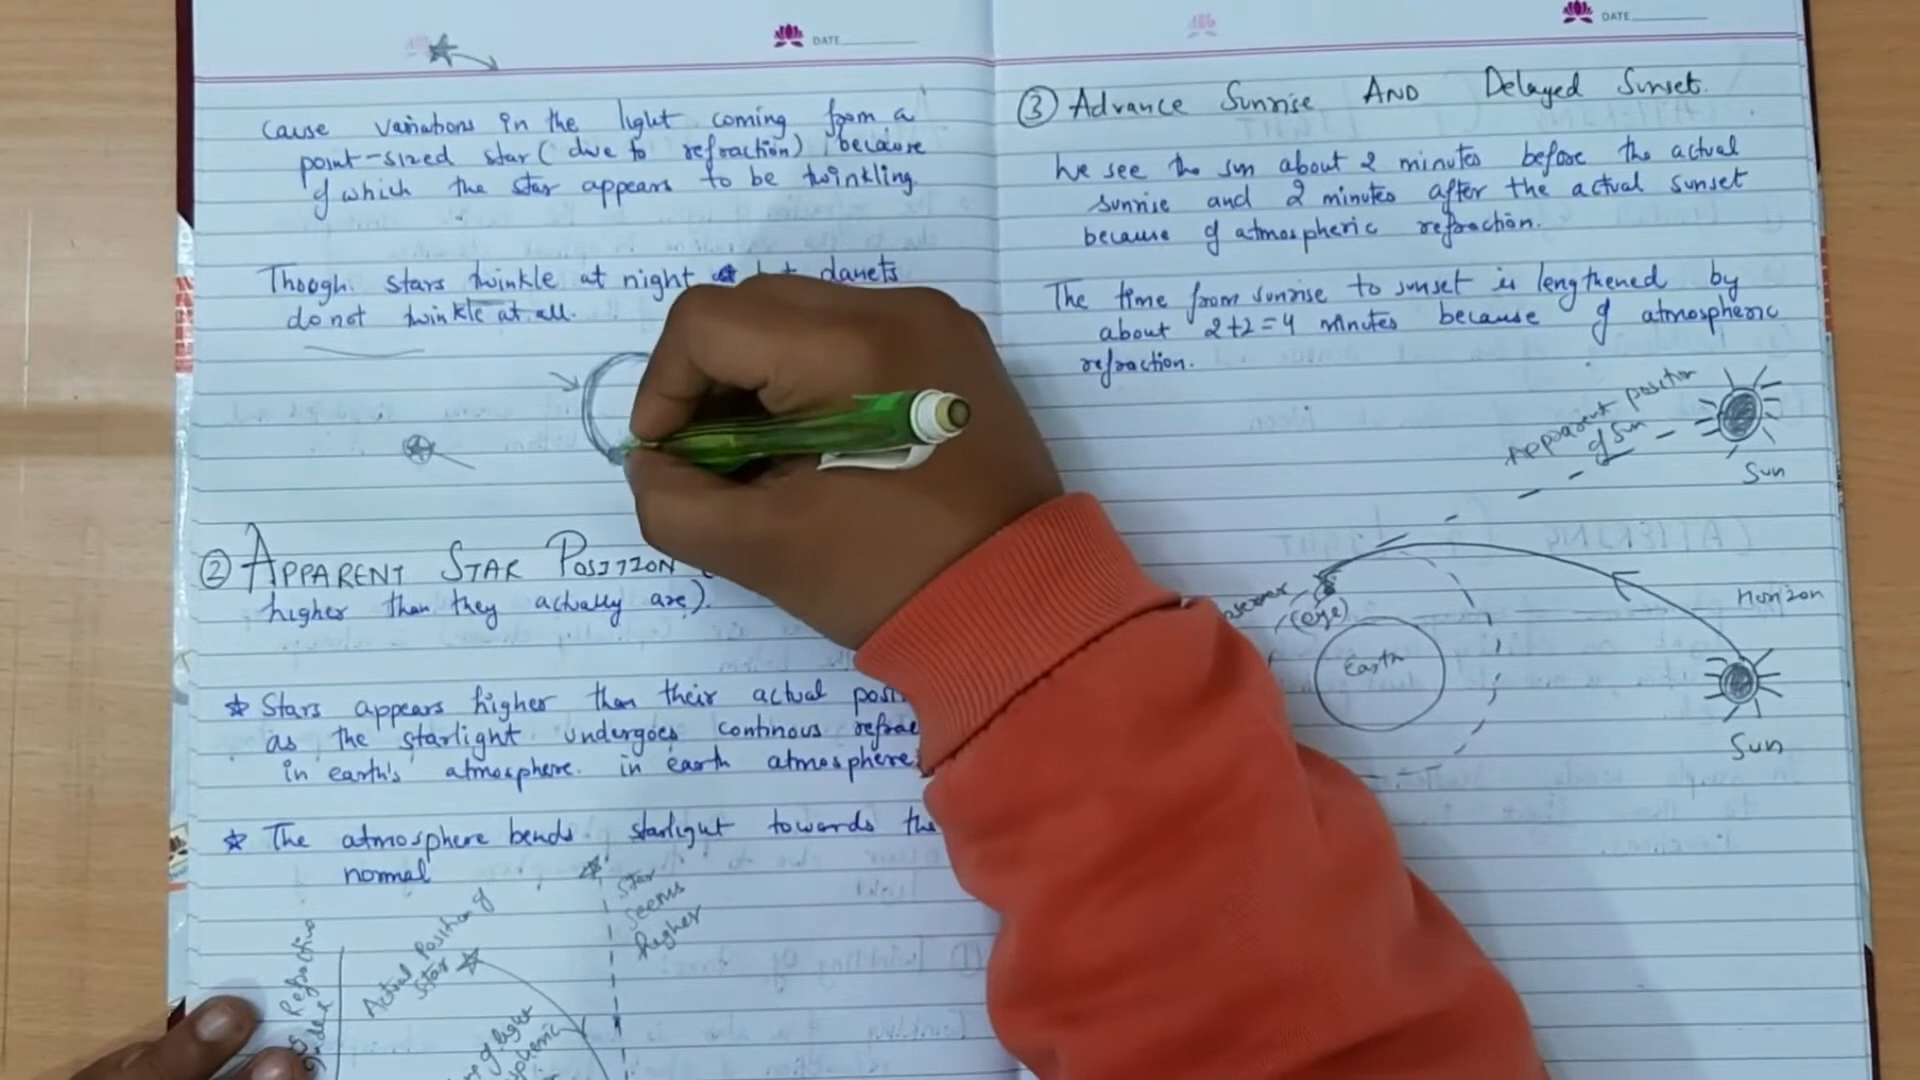 DATE
cause variations in the light coming from a
point-sized star (due to refraction) because
of which the star appears to be twinkling
Though stars twinkle at night planets
do not twinkle at all.
② APPARENT STAR POSITION
higher than they actually are).
☆ Stars appears higher than their actual
as the starlight undergoes continous
in earth's atmosphere. in earth atmosphere
☆ The atmosphere bends starlight towards the
normal
Star
seems
higher
Actual Position of
star
of light
DATE
③ Advance Sunrise AND Delayed Sunset.
We see the sun about 2 minutes before the actual
sunrise and 2 minutes after the actual sunset
because of atmospheric refraction.
The time from sunrise to sunset is lengthened by
about 2+2=4 minutes because of atmospheric
refraction.
Apparent position
of Sun
Sun
Horizon
(eye)
Earth
Sun